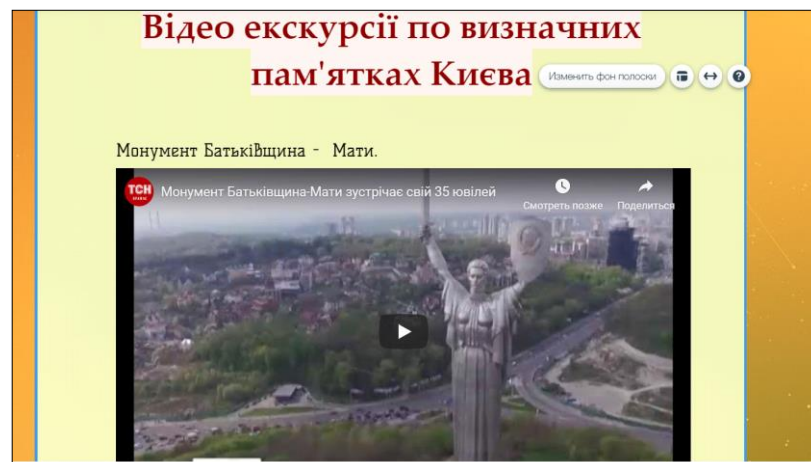 Відео екскурсії по визначних
пам'ятках Києва
Изменить фон полоски
?
Монумент Батьківщина - Мати.
ТСН
Монумент Батьківщина-Мати зустрічає свій 35 ювілей
Смотреть позже
Поделиться